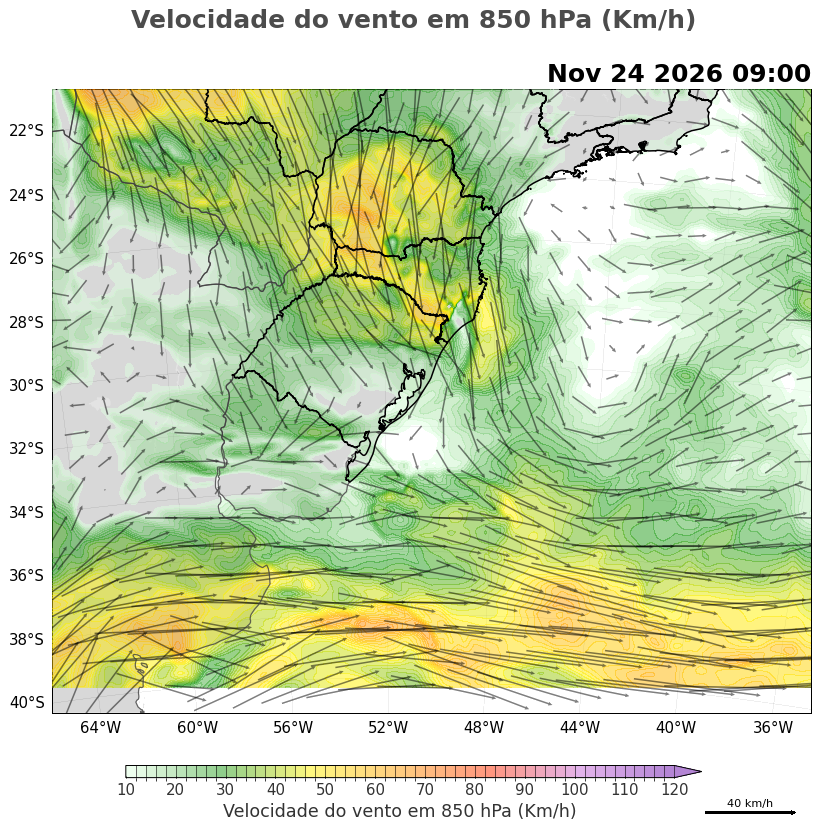 Velocidade do vento em 850 hPa (Km/h)
Nov 24 2026 09:00
22°S
24°S
26°S
28°S
30°S
32°S
34°S
36°S
38°S
40°S
64°W 60°W 56°W 52°W 48°W 44°W 40°W 36°W
10 20 30 40 50 60 70 80 90 100 110 120
Velocidade do vento em 850 hPa (Km/h)
40 km/h